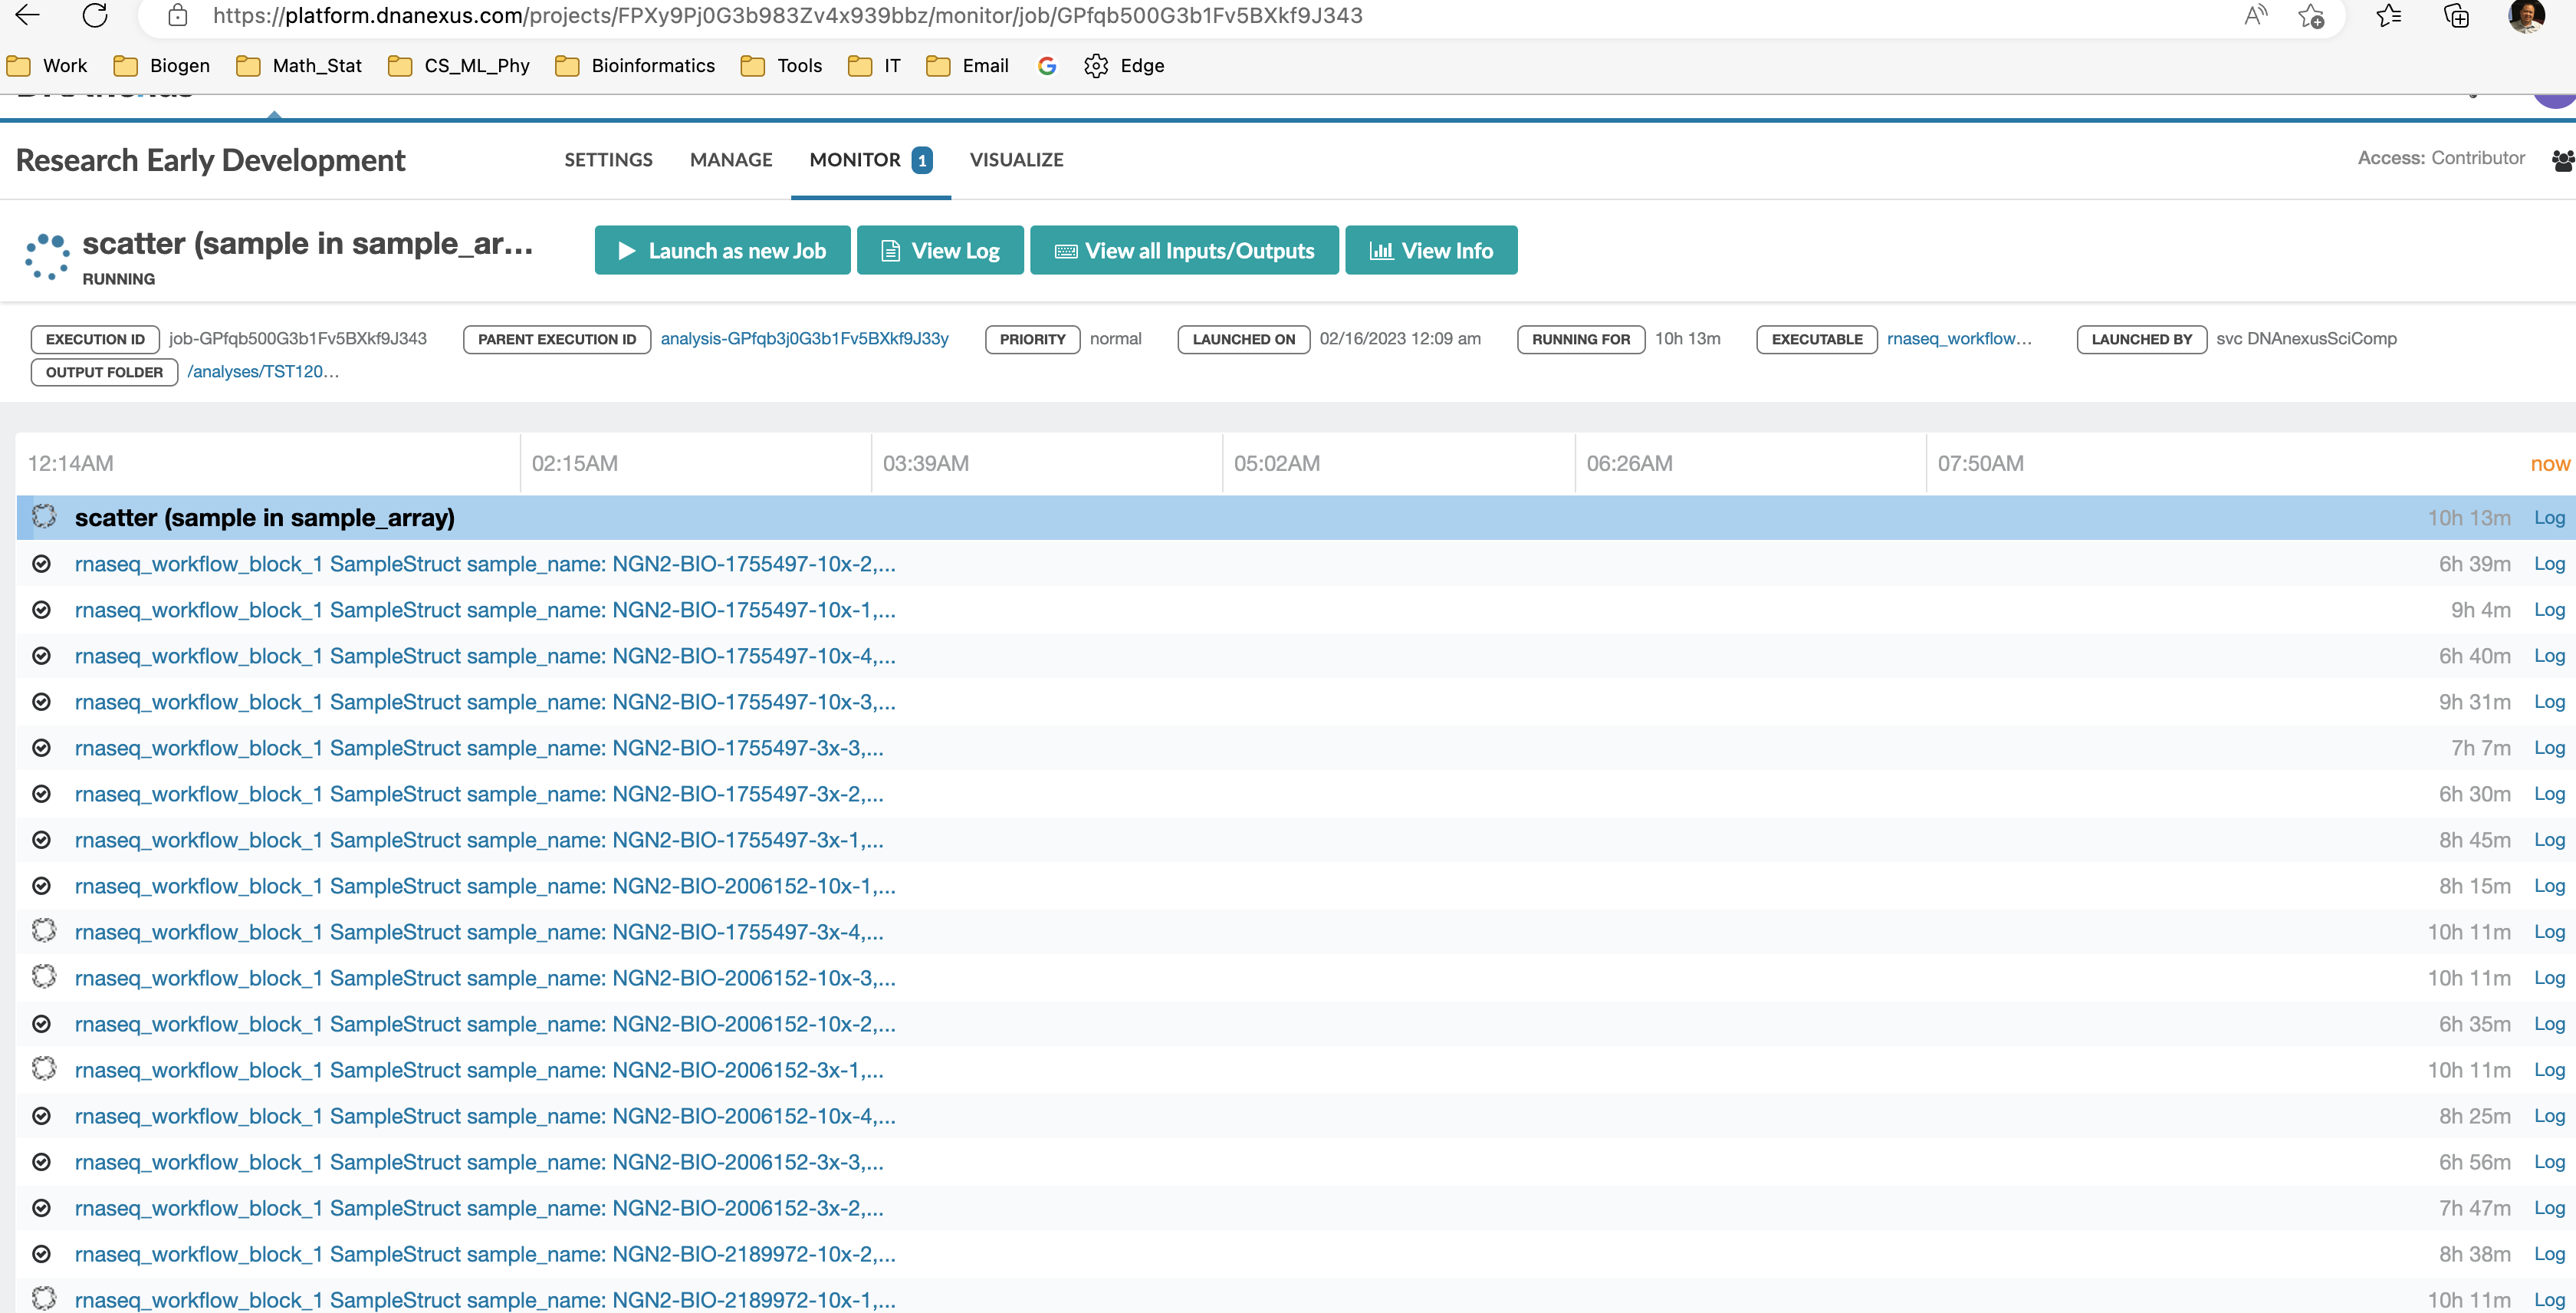 https://platform.dnanexus.com/projects/FPXy9Pj0G3b983Zv4x939bbz/monitor/job/GPfqb500G3b1Fv5BXkf9J343
Work Biogen Math_Stat CS_ML_Phy Bioinformatics Tools IT Email Edge
Research Early Development SETTINGS MANAGE MONITOR 1 VISUALIZE Access: Contributor
scatter (sample in sample_ar... Launch as new Job View Log View all Inputs/Outputs View Info
RUNNING
EXECUTION ID job-GPfqb500G3b1Fv5BXkf9J343 PARENT EXECUTION ID analysis-GPfqb3j0G3b1Fv5BXkf9J33y PRIORITY normal LAUNCHED ON 02/16/2023 12:09 am RUNNING FOR 10h 13m EXECUTABLE rnaseq_workflow... LAUNCHED BY svc DNAnexusSciComp
OUTPUT FOLDER /analyses/TST120...
12:14AM 02:15AM 03:39AM 05:02AM 06:26AM 07:50AM now
scatter (sample in sample_array) 10h 13m Log
rnaseq_workflow_block_1 SampleStruct sample_name: NGN2-BIO-1755497-10x-2,... 6h 39m Log
rnaseq_workflow_block_1 SampleStruct sample_name: NGN2-BIO-1755497-10x-1,... 9h 4m Log
rnaseq_workflow_block_1 SampleStruct sample_name: NGN2-BIO-1755497-10x-4,... 6h 40m Log
rnaseq_workflow_block_1 SampleStruct sample_name: NGN2-BIO-1755497-10x-3,... 9h 31m Log
rnaseq_workflow_block_1 SampleStruct sample_name: NGN2-BIO-1755497-3x-3,... 7h 7m Log
rnaseq_workflow_block_1 SampleStruct sample_name: NGN2-BIO-1755497-3x-2,... 6h 30m Log
rnaseq_workflow_block_1 SampleStruct sample_name: NGN2-BIO-1755497-3x-1,... 8h 45m Log
rnaseq_workflow_block_1 SampleStruct sample_name: NGN2-BIO-2006152-10x-1,... 8h 15m Log
rnaseq_workflow_block_1 SampleStruct sample_name: NGN2-BIO-1755497-3x-4,... 10h 11m Log
rnaseq_workflow_block_1 SampleStruct sample_name: NGN2-BIO-2006152-10x-3,... 10h 11m Log
rnaseq_workflow_block_1 SampleStruct sample_name: NGN2-BIO-2006152-10x-2,... 6h 35m Log
rnaseq_workflow_block_1 SampleStruct sample_name: NGN2-BIO-2006152-3x-1,... 10h 11m Log
rnaseq_workflow_block_1 SampleStruct sample_name: NGN2-BIO-2006152-10x-4,... 8h 25m Log
rnaseq_workflow_block_1 SampleStruct sample_name: NGN2-BIO-2006152-3x-3,... 6h 56m Log
rnaseq_workflow_block_1 SampleStruct sample_name: NGN2-BIO-2006152-3x-2,... 7h 47m Log
rnaseq_workflow_block_1 SampleStruct sample_name: NGN2-BIO-2189972-10x-2,... 8h 38m Log
rnaseq_workflow_block_1 SampleStruct sample_name: NGN2-BIO-2189972-10x-1,... 10h 11m Log